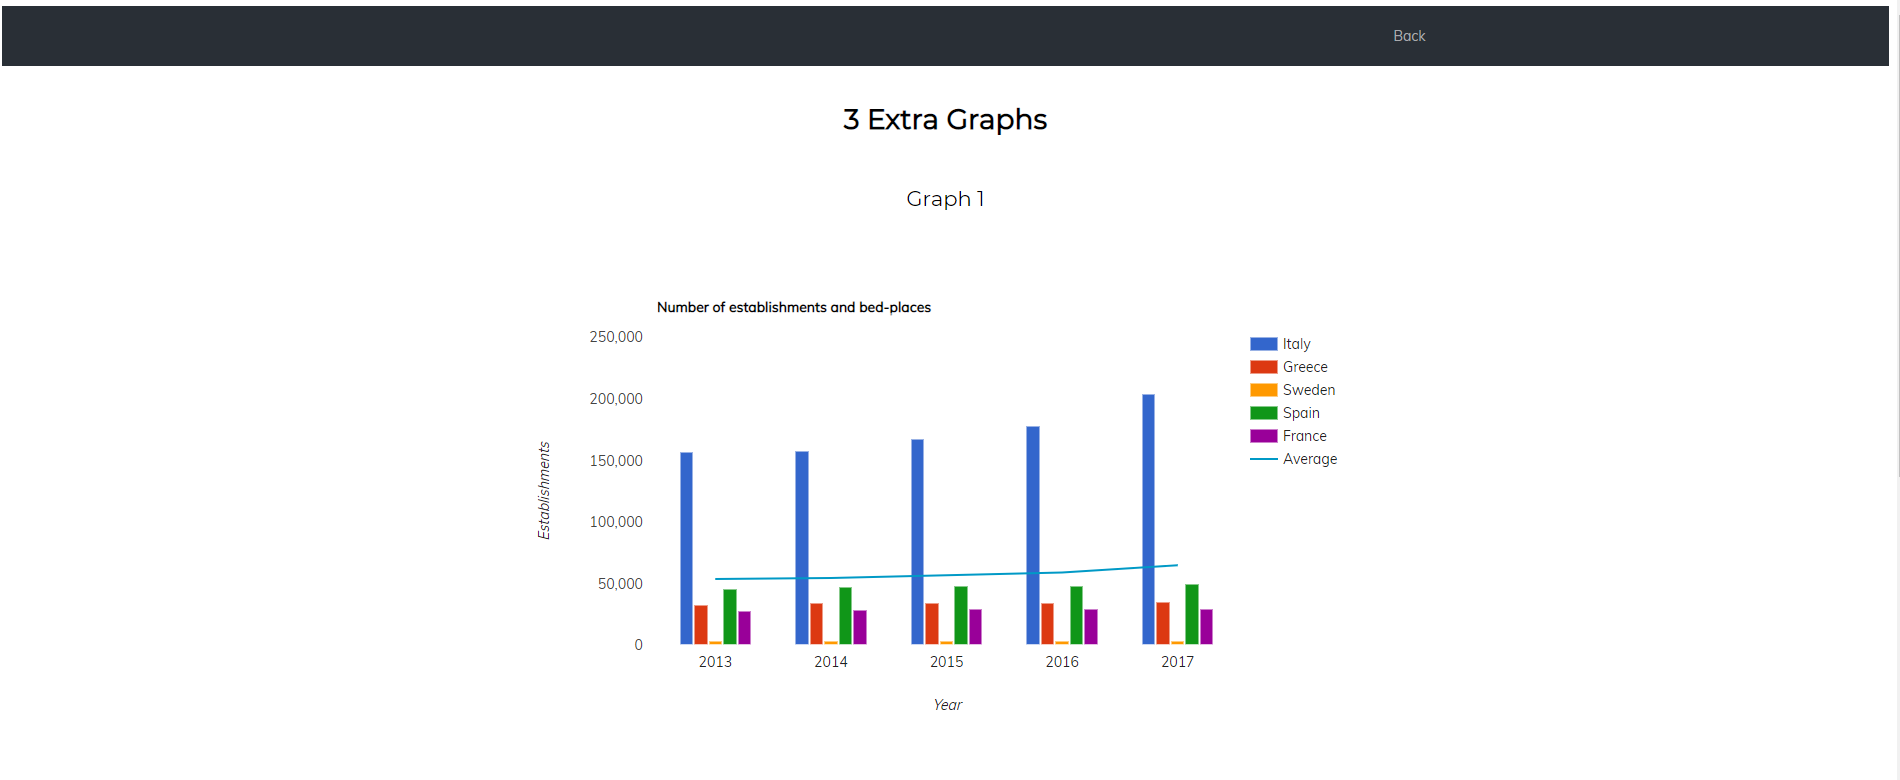 Back
3 Extra Graphs
Graph 1
Number of establishments and bed-places
250,000
200,000
150,000
100,000
50,000
0
Establishments
2013 2014 2015 2016 2017
Year
Italy
Greece
Sweden
Spain
France
Average